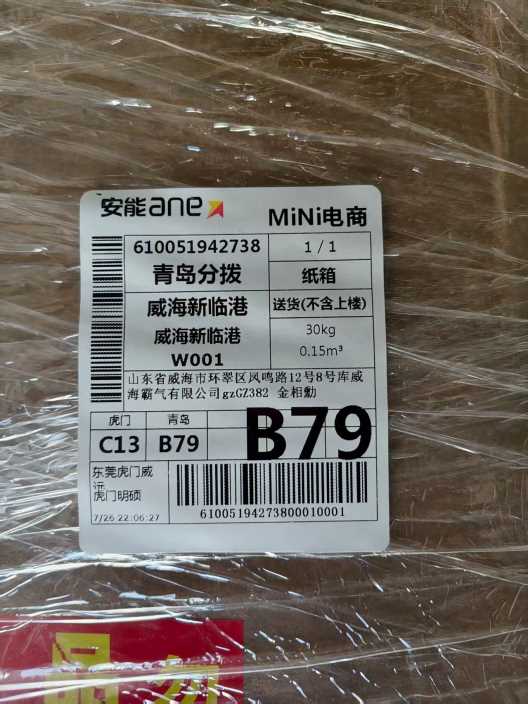 安能ane
MiNi电商
610051942738
1 / 1
青岛分拨
纸箱
威海新临港
送货(不含上楼)
威海新临港
W001
30kg
0.15m³
山东省威海市环翠区凤鸣路12号8号库威
海霸气有限公司gzGZ382 金相勳
虎门
青岛
C13
B79
B79
东莞虎门威
远
虎门明硕
7/26 22:06:27
61005194273800010001
品勿